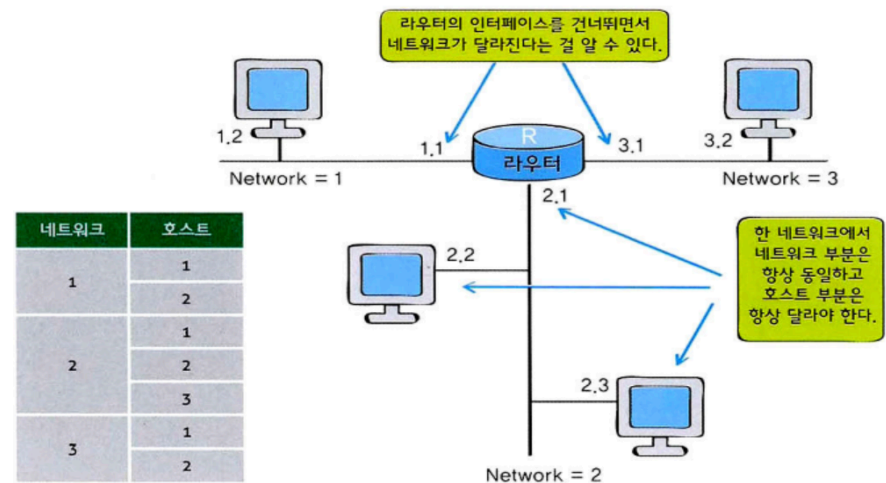 라우터의 인터페이스를 건너뛰면서
네트워크가 달라진다는 걸 알 수 있다.
1.2
1.1
R
라우터
3.1
3.2
Network = 1
Network = 3
2.1
네트워크 호스트
1
1
2
2
1
2
3
3
1
2
2.2
한 네트워크에서
네트워크 부분은
항상 동일하고
호스트 부분은
항상 달라야 한다.
2.3
Network = 2